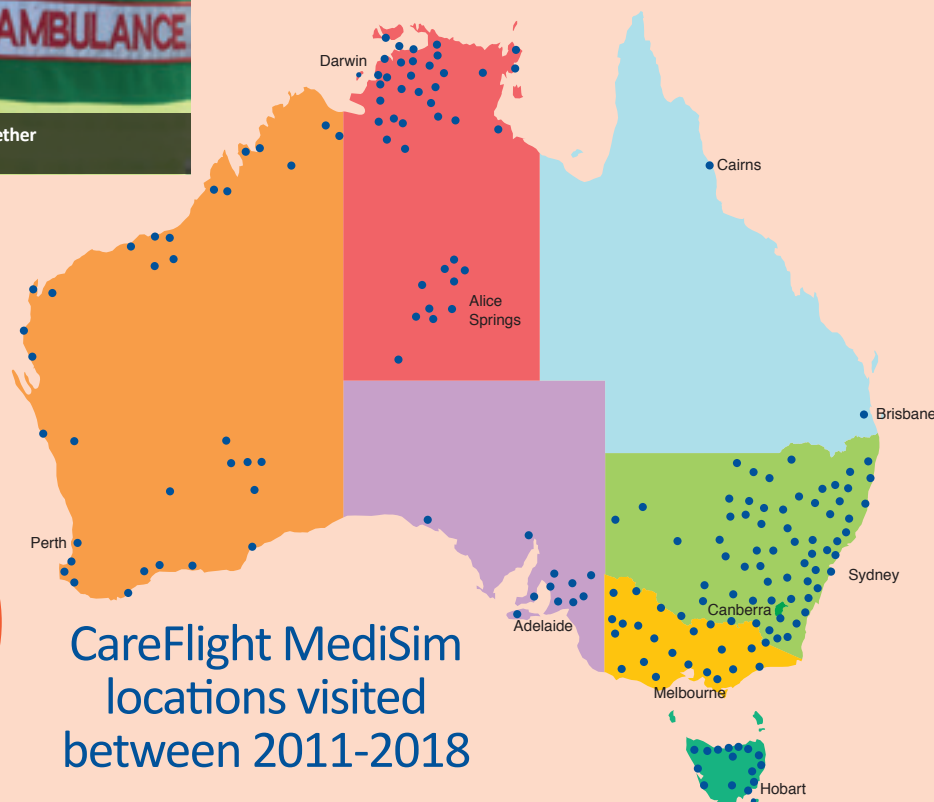 AMBULANCE
ether
Darwin
Cairns
Alice
Springs
Brisbane
Perth
Sydney
Canberra
Adelaide
Melbourne
Hobart
CareFlight MediSim
locations visited
between 2011-2018